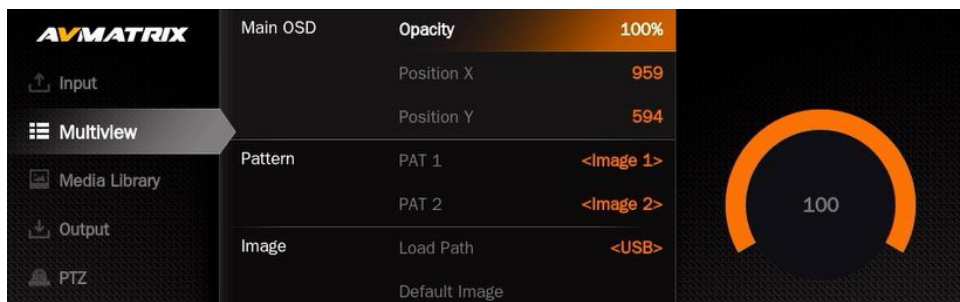 AVMATRIX
Input
Multiview
Media Library
Output
PTZ
Main OSD Opacity 100%
Position X 959
Position Y 594
Pattern PAT 1 <Image 1>
PAT 2 <Image 2>
Image Load Path <USB>
Default Image
100